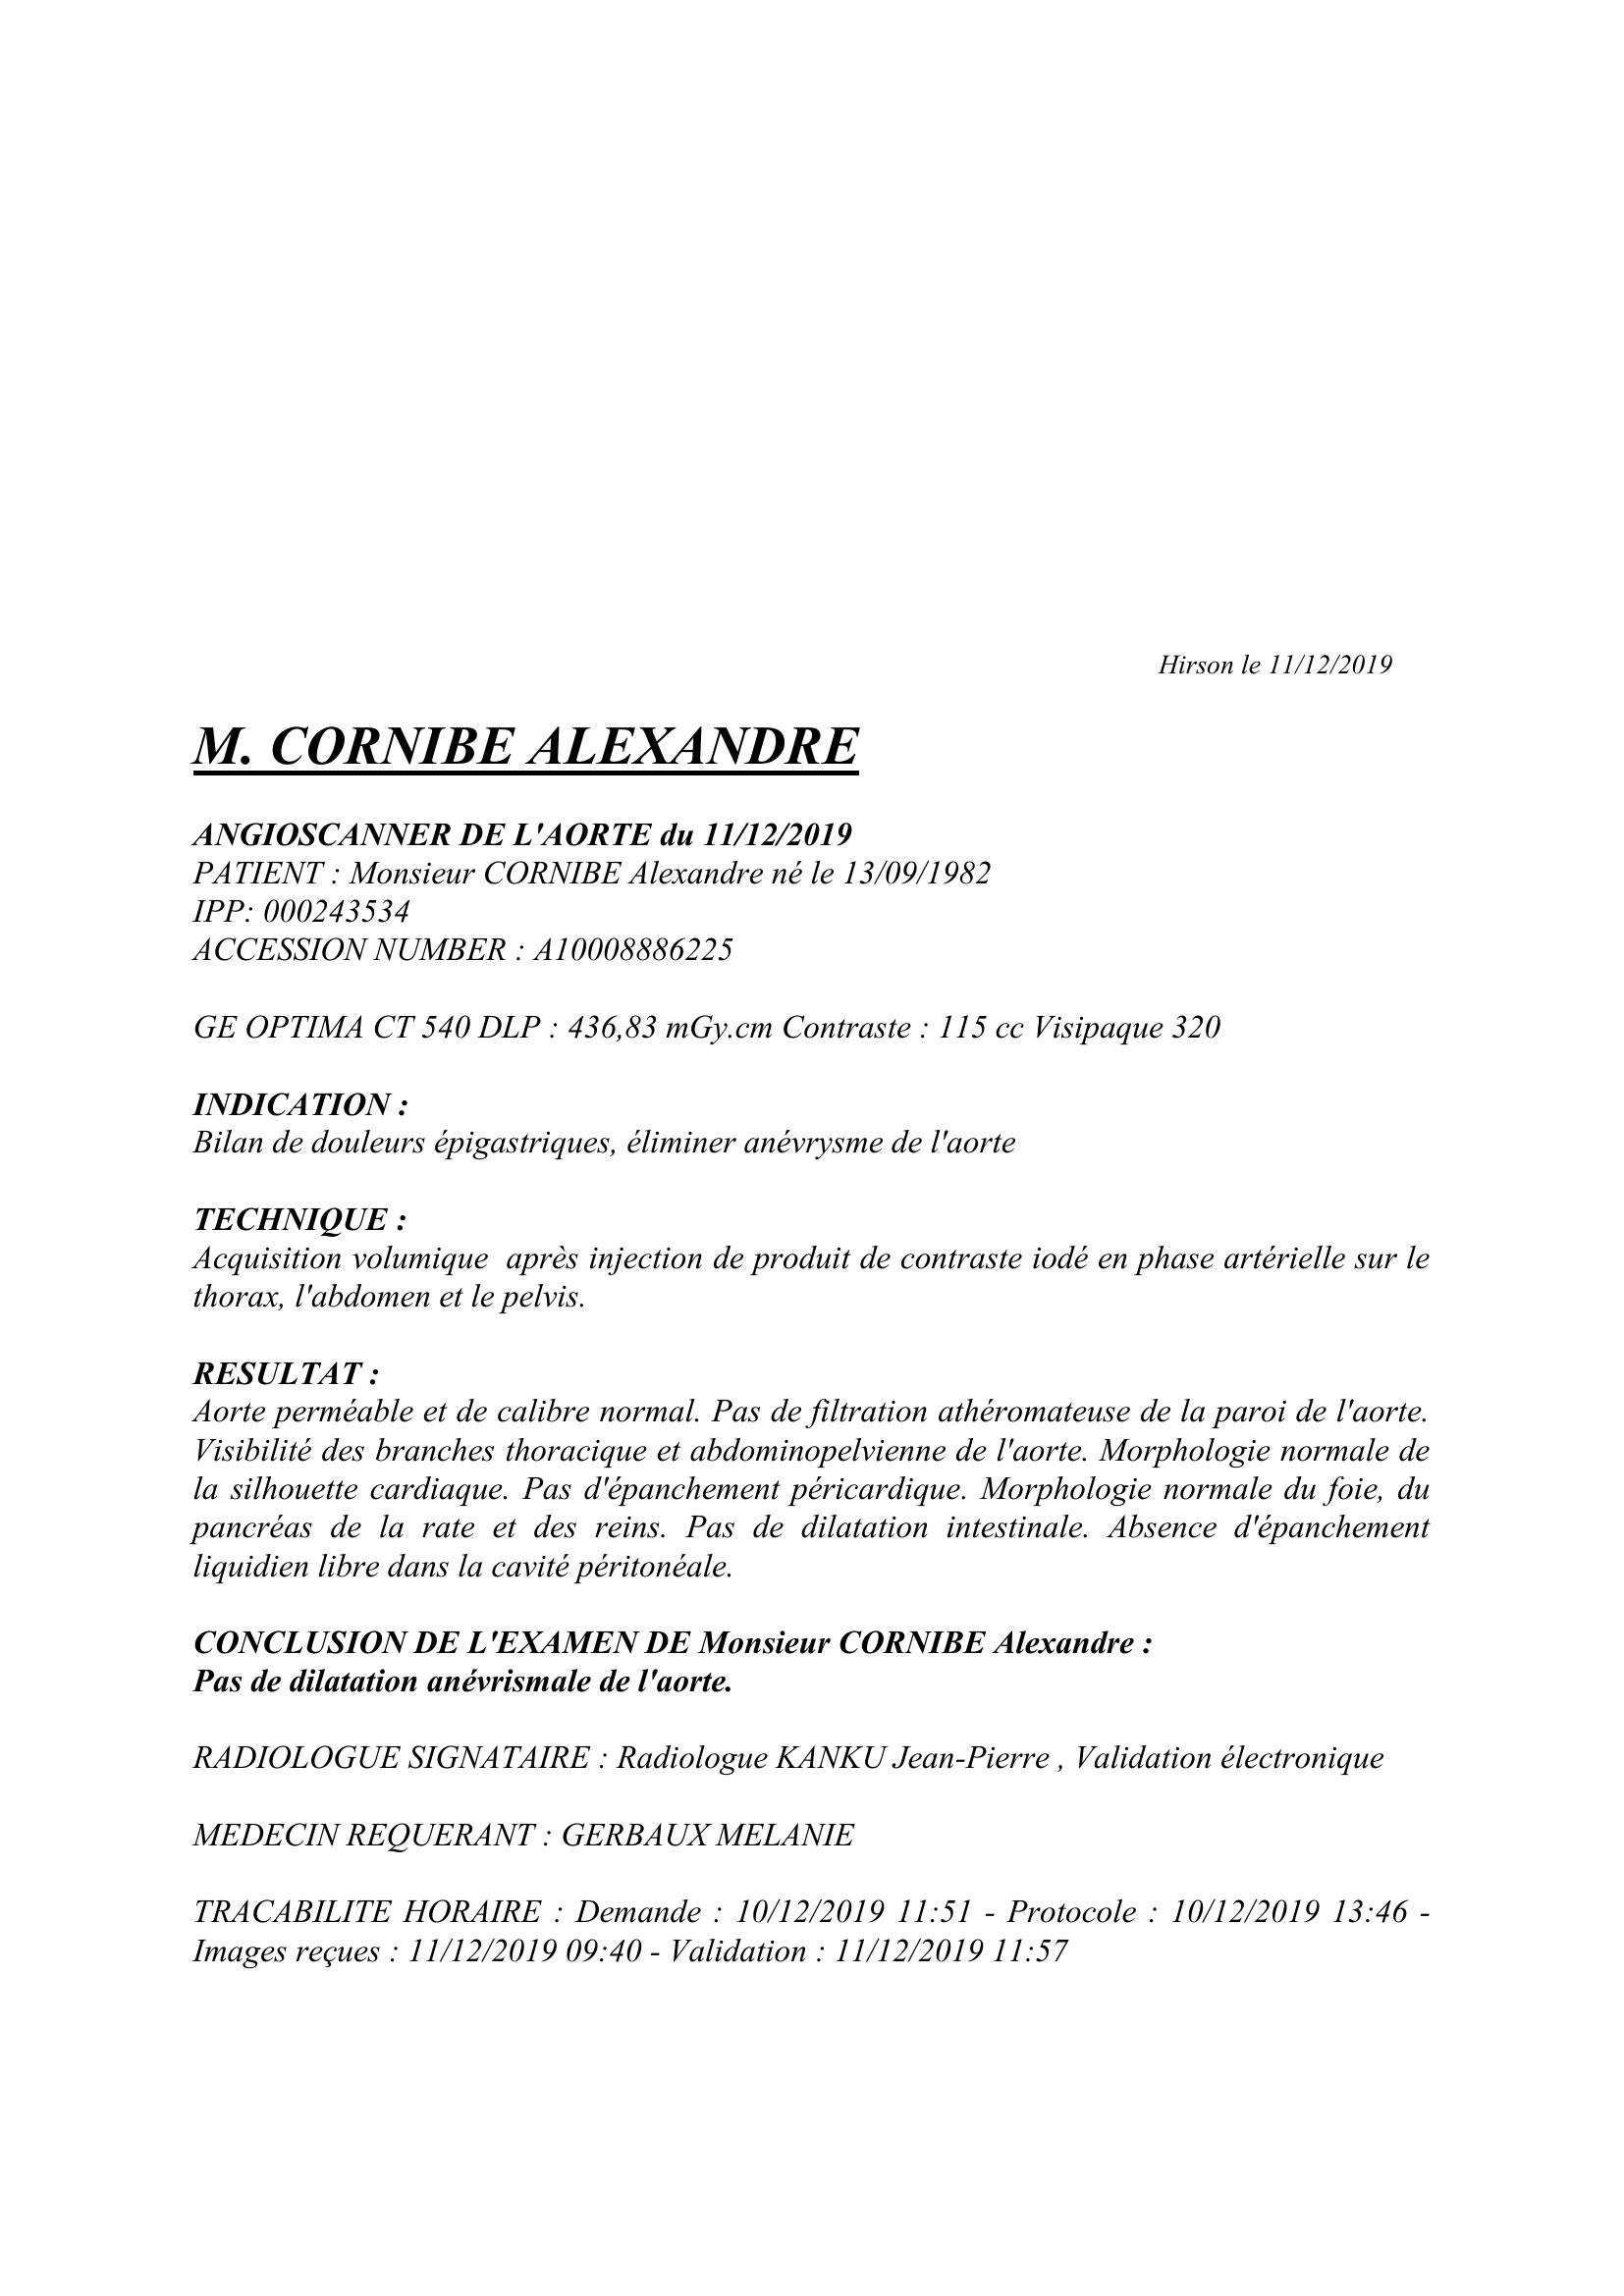 Hirson le 11/12/2019
M. CORNIBE ALEXANDRE
ANGIOSCANNER DE L'AORTE du 11/12/2019
PATIENT : Monsieur CORNIBE Alexandre né le 13/09/1982
IPP: 000243534
ACCESSION NUMBER : A10008886225
GE OPTIMA CT 540 DLP : 436,83 mGy.cm Contraste : 115 cc Visipaque 320
INDICATION :
Bilan de douleurs épigastriques, éliminer anévrysme de l'aorte
TECHNIQUE :
Acquisition volumique  après injection de produit de contraste iodé en phase artérielle sur le
thorax, l'abdomen et le pelvis.
RESULTAT :
Aorte perméable et de calibre normal. Pas de filtration athéromateuse de la paroi de l'aorte.
Visibilité des branches thoracique et abdominopelvienne de l'aorte. Morphologie normale de
la silhouette cardiaque. Pas d'épanchement péricardique. Morphologie normale du foie, du
pancréas de la rate et des reins. Pas de dilatation intestinale. Absence d'épanchement
liquidien libre dans la cavité péritonéale.
CONCLUSION DE L'EXAMEN DE Monsieur CORNIBE Alexandre :
Pas de dilatation anévrismale de l'aorte.
RADIOLOGUE SIGNATAIRE : Radiologue KANKU Jean-Pierre , Validation électronique
MEDECIN REQUERANT : GERBAUX MELANIE
TRACABILITE HORAIRE : Demande : 10/12/2019 11:51 - Protocole : 10/12/2019 13:46 -
Images reçues : 11/12/2019 09:40 - Validation : 11/12/2019 11:57